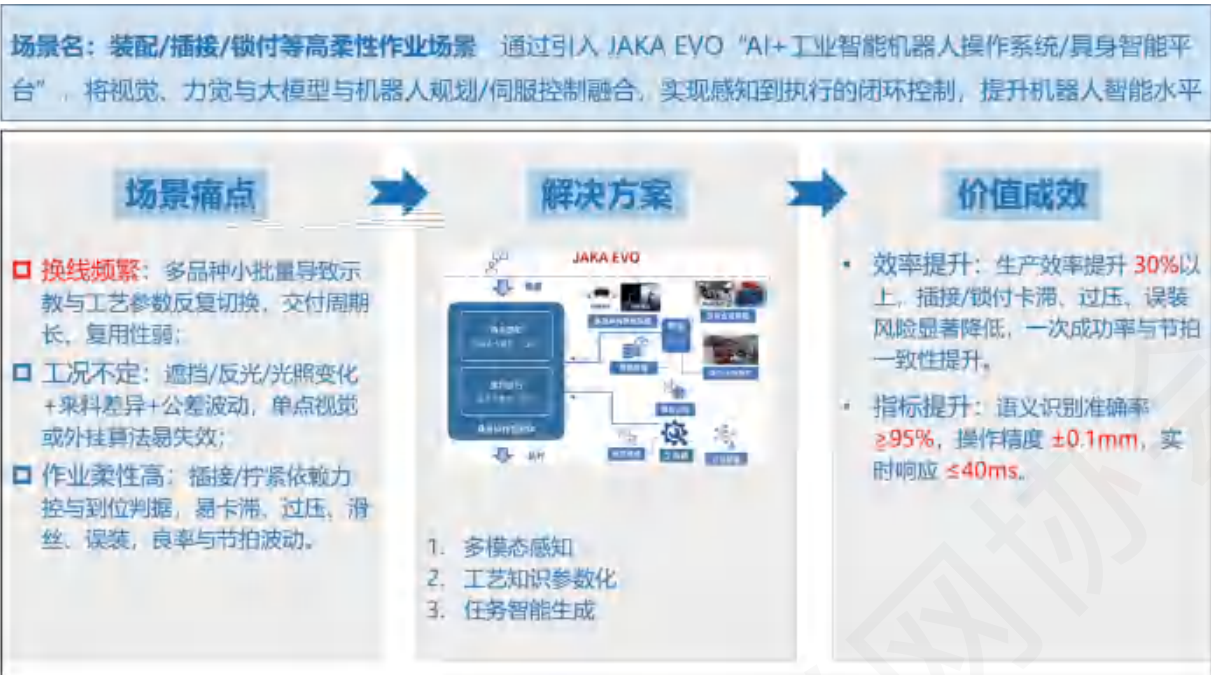 场景名：装配/插接/锁付等高柔性作业场景 通过引入 JAKA EVO “AI+工业智能机器人操作系统/具身智能平
台”，将视觉、力觉与大模型与机器人规划/伺服控制融合，实现感知到执行的闭环控制，提升机器人智能水平
场景痛点
换线频繁：多品种小批量导致示
教与工艺参数反复切换，交付周期
长、复用性弱；
工况不定：遮挡/反光/光照变化
+来料差异+公差波动，单点视觉
或外挂算法易失效；
作业柔性高：插接/拧紧依赖力
控与到位判据，易卡滞、过压、滑
丝、误装，良率与节拍波动。
解决方案
JAKA EVO
1. 多模态感知
2. 工艺知识参数化
3. 任务智能生成
价值成效
• 效率提升：生产效率提升 30%以
上，插接/锁付卡滞、过压、误装
风险显著降低，一次成功率与节拍
一致性提升。
• 指标提升：语义识别准确率
≥95%，操作精度 ±0.1mm，实
时响应 ≤40ms。